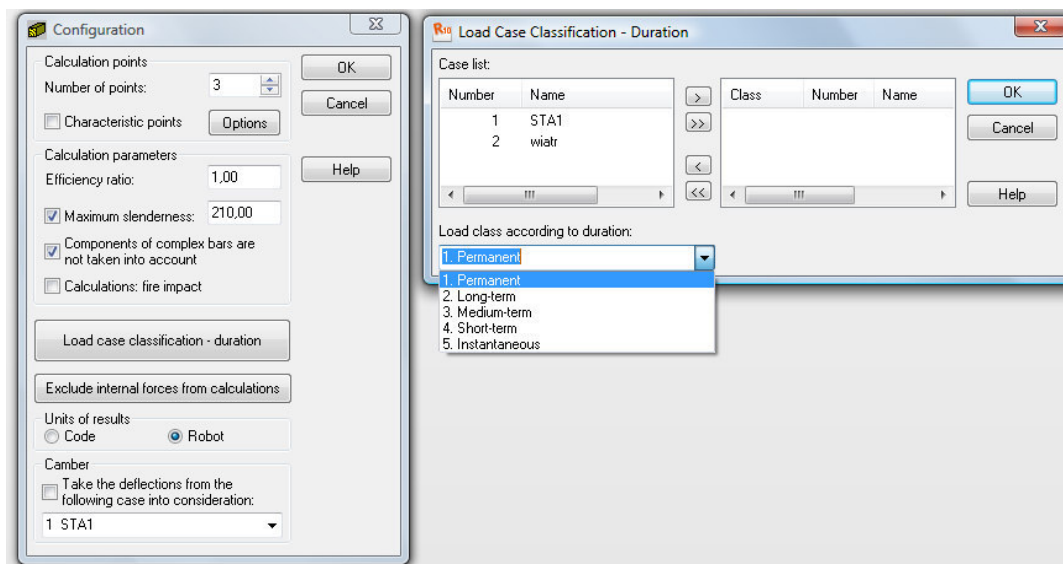 Configuration
Calculation points
Number of points: 3
Characteristic points Options
Calculation parameters
Efficiency ratio: 1,00
Maximum slenderness: 210,00
Components of complex bars are
not taken into account
Calculations: fire impact
Load case classification - duration
Exclude internal forces from calculations
Units of results
Code Robot
Camber
Take the deflections from the
following case into consideration:
1 STA1
OK
Cancel
Help
R10 Load Case Classification - Duration
Case list:
Number Name
1 STA1
2 wiatr
>
>>
<
<<
Class Number Name
OK
Cancel
Help
Load class according to duration:
1. Permanent
1. Permanent
2. Long-term
3. Medium-term
4. Short-term
5. Instantaneous